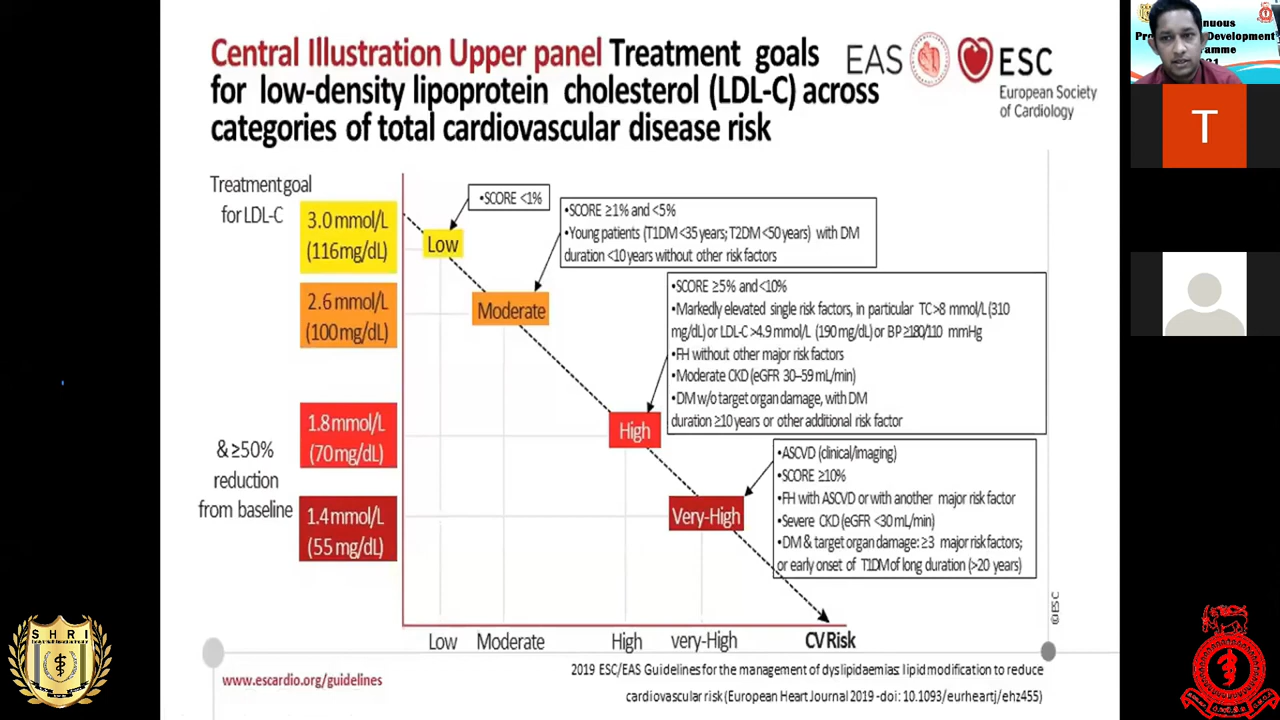 Central Illustration Upper panel Treatment goals
for low-density lipoprotein cholesterol (LDL-C) across
categories of total cardiovascular disease risk
EAS
ESC
European Society
of Cardiology
Treatment goal
for LDL-C
3.0 mmol/L
(116mg/dL)
2.6 mmol/L
(100mg/dL)
1.8 mmol/L
(70mg/dL)
& ≥50%
reduction
from baseline
1.4 mmol/L
(55 mg/dL)
Low
•SCORE <1%
Moderate
•SCORE ≥1% and <5%
•Young patients (T1DM <35 years; T2DM <50 years) with DM
duration <10 years without other risk factors
High
•SCORE ≥5% and <10%
•Markedly elevated single risk factors, in particular TC >8 mmol/L (310
mg/dL) or LDL-C >4.9 mmol/L (190 mg/dL) or BP ≥180/110 mmHg
•FH without other major risk factors
•Moderate CKD (eGFR 30–59 mL/min)
•DM w/o target organ damage, with DM
duration ≥10 years or other additional risk factor
Very-High
•ASCVD (clinical/imaging)
•SCORE ≥10%
•FH with ASCVD or with another major risk factor
•Severe CKD (eGFR <30 mL/min)
•DM & target organ damage: ≥3 major risk factors;
or early onset of T1DM of long duration (>20 years)
Low Moderate High very-High CV Risk
©ESC
www.escardio.org/guidelines
2019 ESC/EAS Guidelines for the management of dyslipidaemias: lipid modification to reduce
cardiovascular risk (European Heart Journal 2019 -doi: 10.1093/eurheartj/ehz455)
T
SHRI